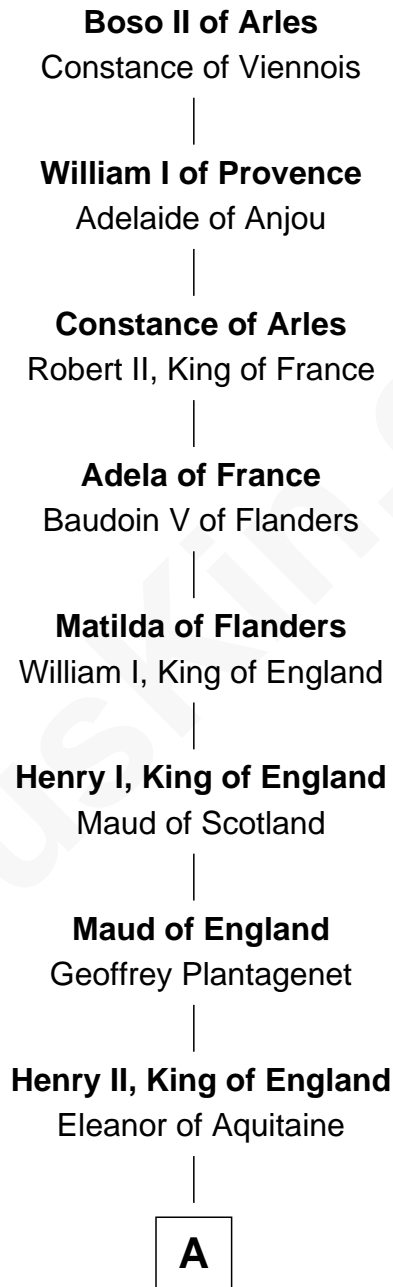 Boso II of Arles
Constance of Viennois
William I of Provence
Adelaide of Anjou
Constance of Arles
Robert II, King of France
Adela of France
Baudoin V of Flanders
Matilda of Flanders
William I, King of England
Henry I, King of England
Maud of Scotland
Maud of England
Geoffrey Plantagenet
Henry II, King of England
Eleanor of Aquitaine
A